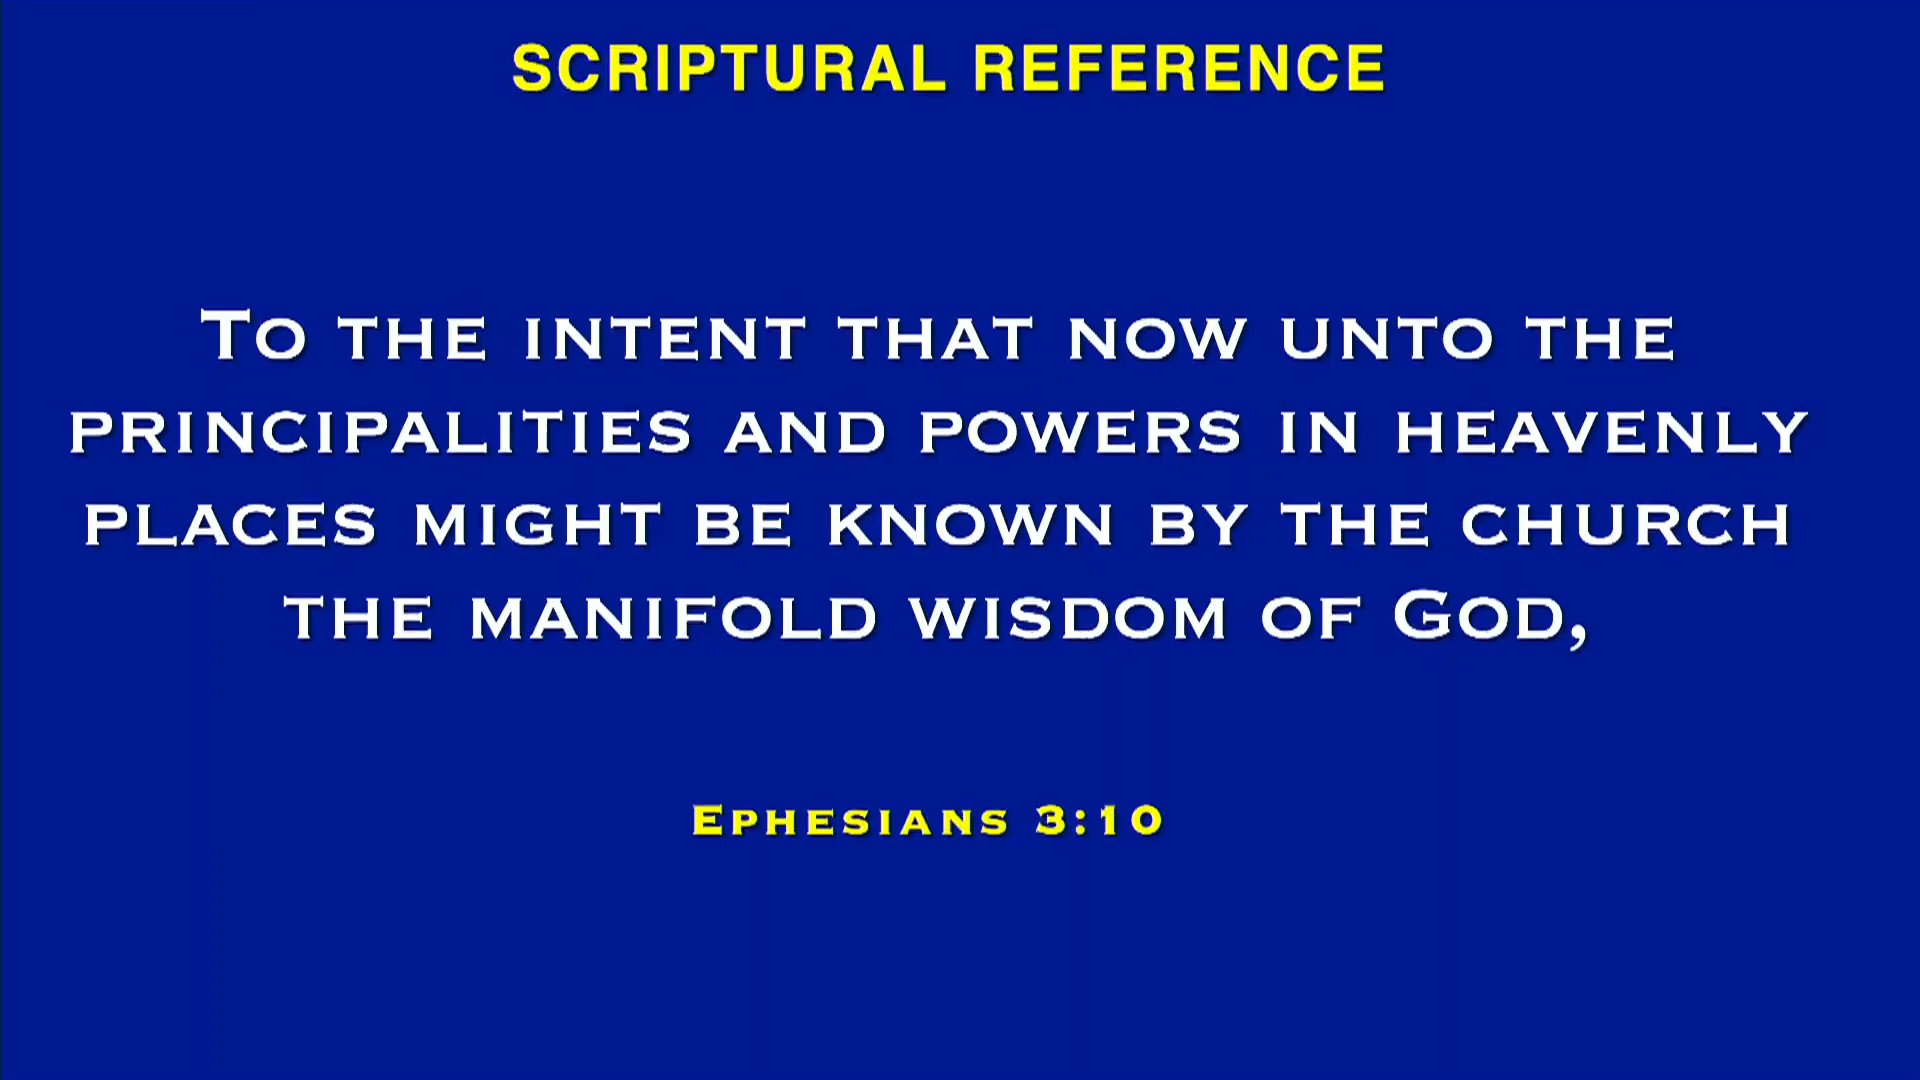 SCRIPTURAL REFERENCE
To the intent that now unto the
principalities and powers in heavenly
places might be known by the church
the manifold wisdom of God,
Ephesians 3:10